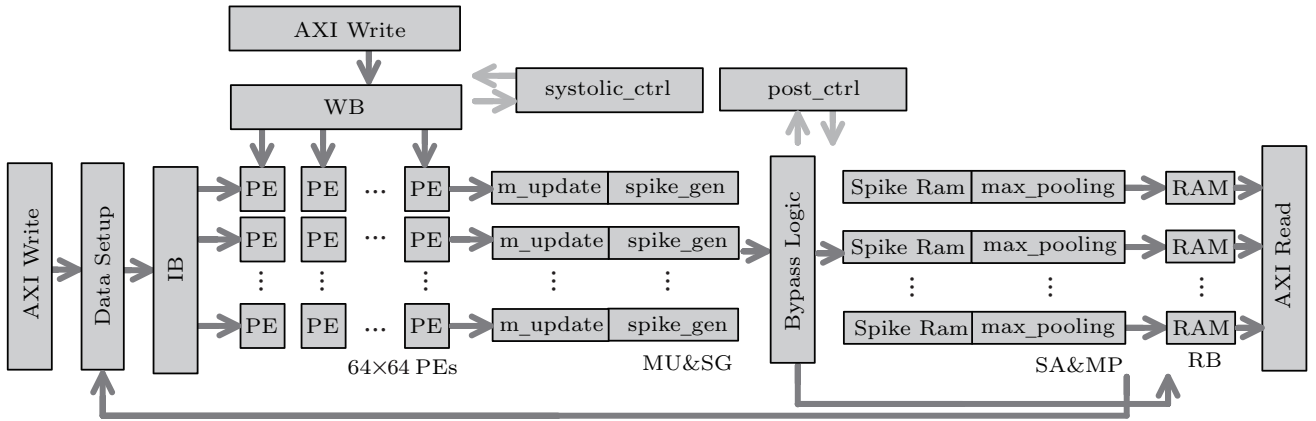 AXI Write
WB
systolic_ctrl
post_ctrl
AXI Write
Data Setup
IB
PE PE ... PE
PE PE ... PE
⋮ ⋮ ⋮
PE PE ... PE
64×64 PEs
m_update spike_gen
m_update spike_gen
⋮ ⋮
m_update spike_gen
MU&SG
Bypass Logic
Spike Ram max_pooling
Spike Ram max_pooling
⋮ ⋮
Spike Ram max_pooling
SA&MP
RAM
RAM
⋮
RAM
RB
AXI Read